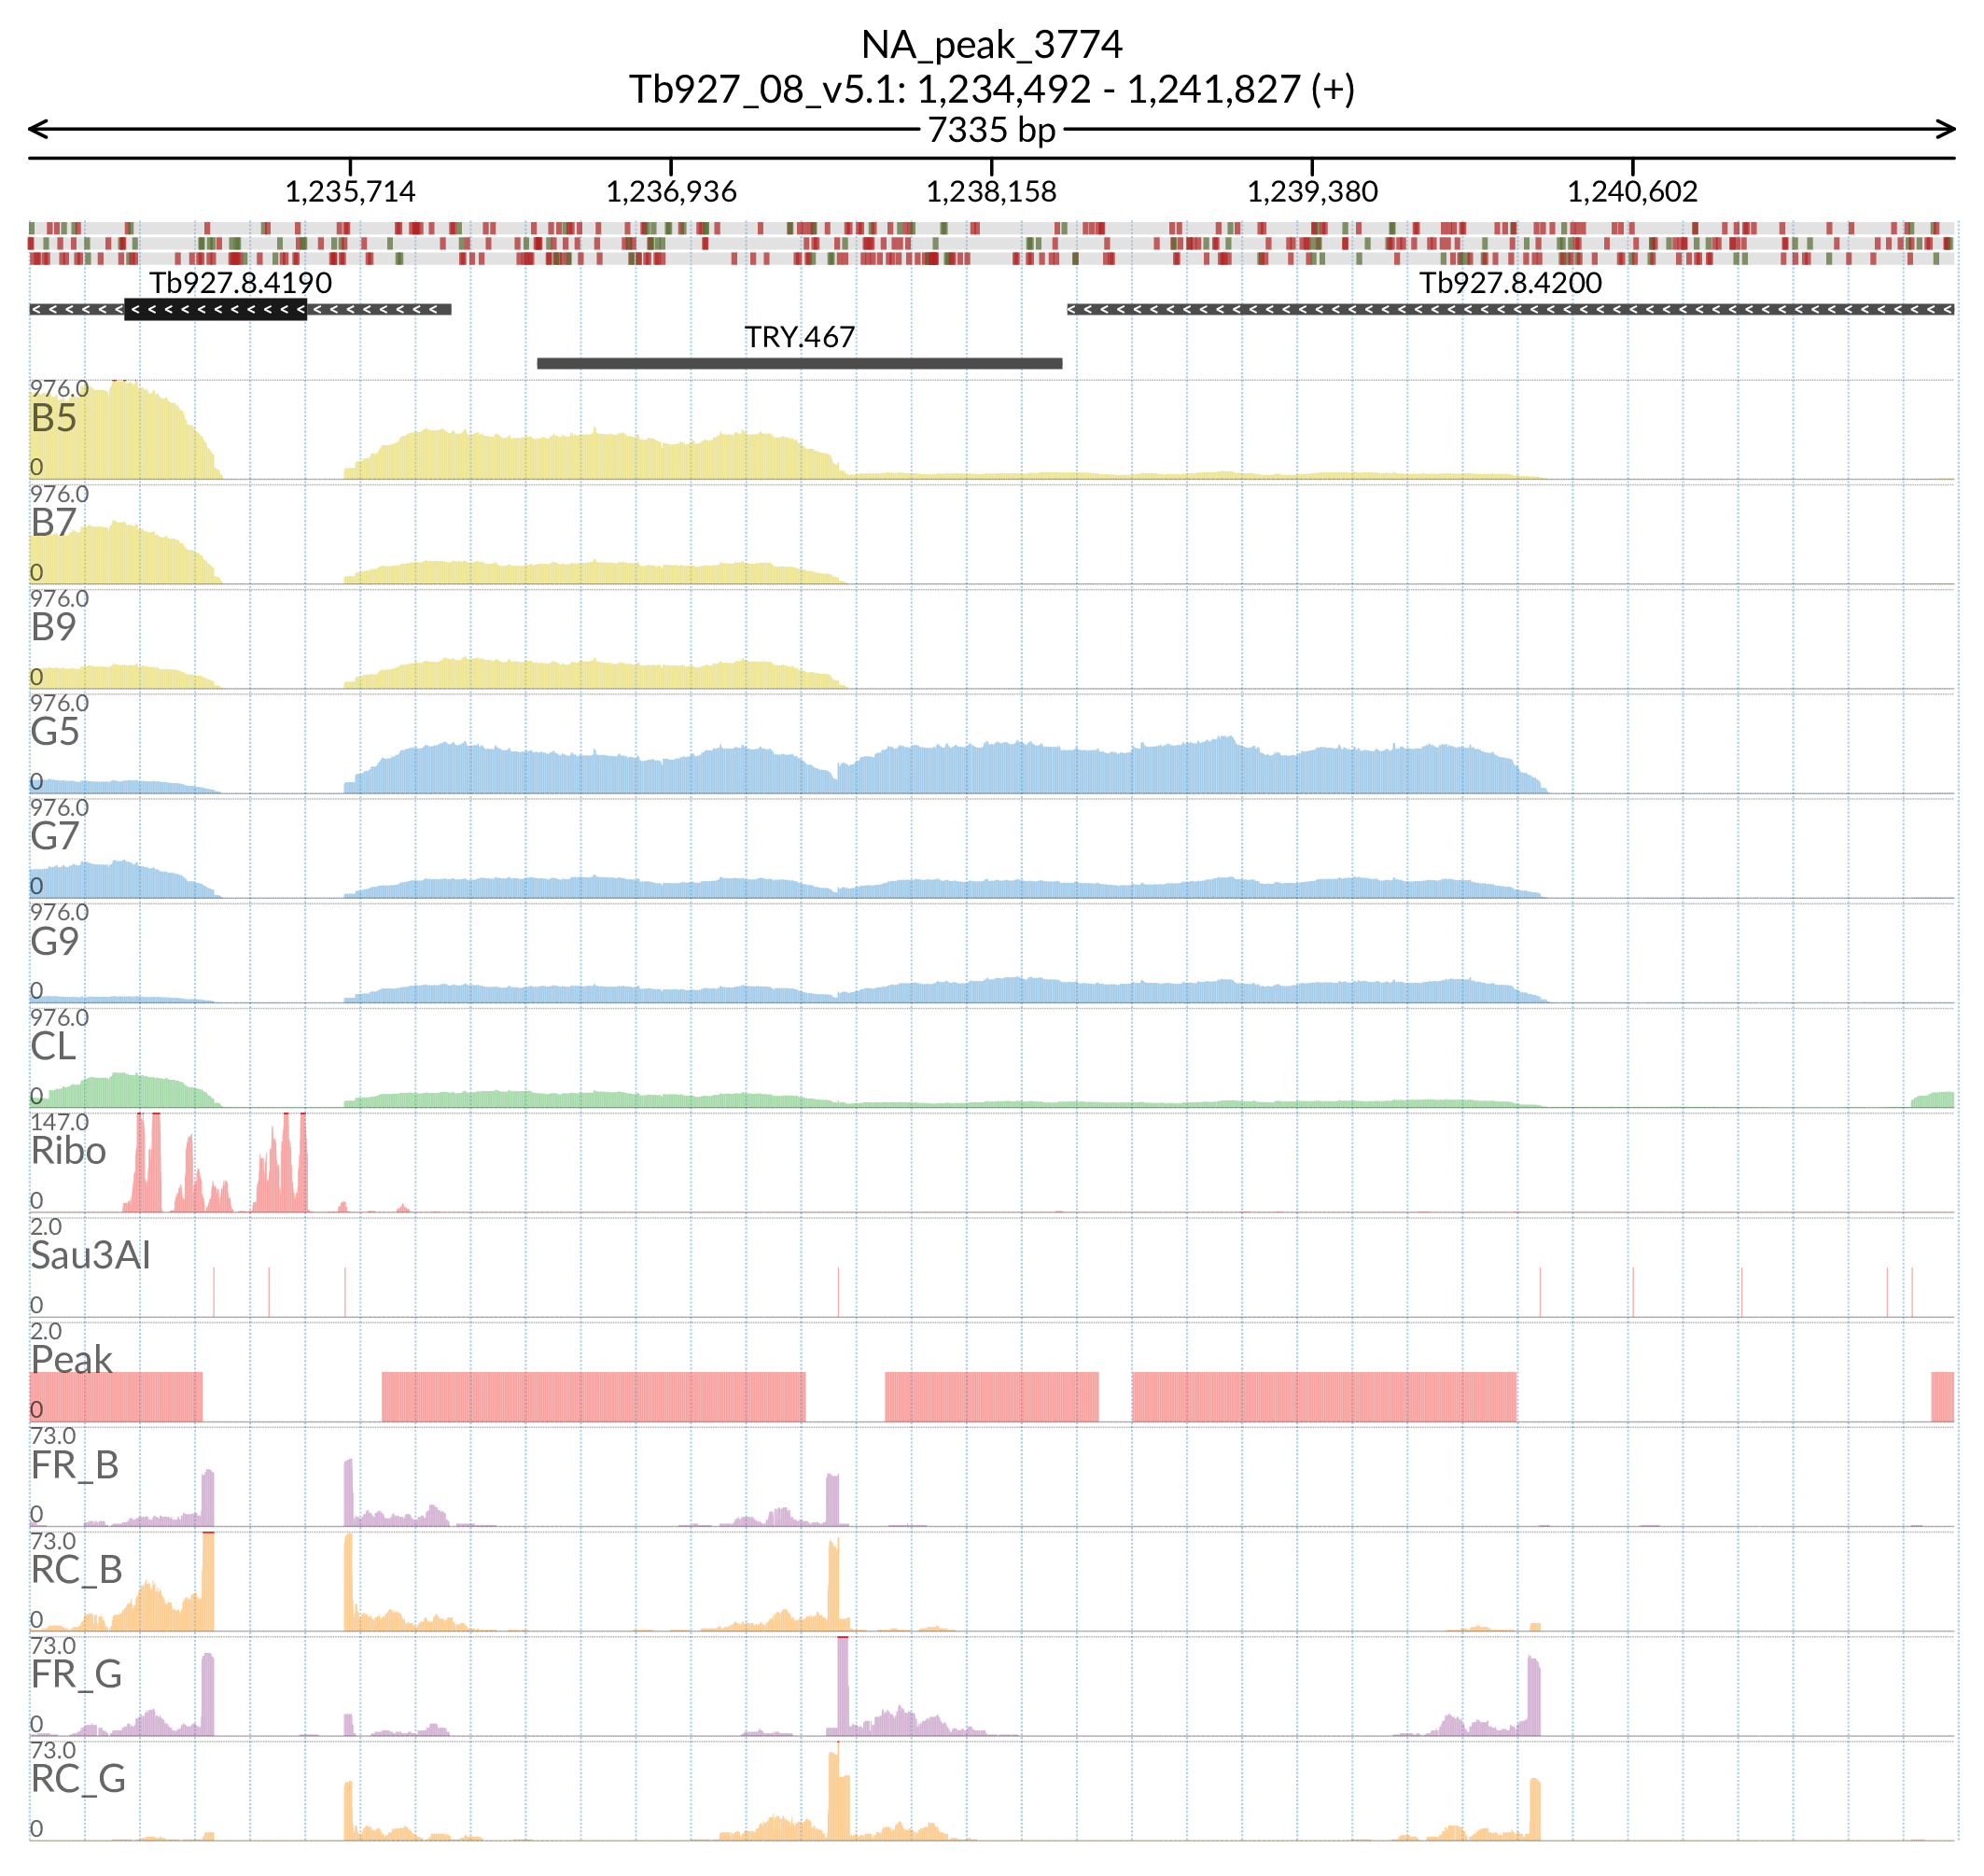 NA_peak_3774
Tb927_08_v5.1: 1,234,492 - 1,241,827 (+)
7335 bp
1,235,714 1,236,936 1,238,158 1,239,380 1,240,602
Tb927.8.4190 Tb927.8.4200
TRY.467
976.0
B5
0
976.0
B7
0
976.0
B9
0
976.0
G5
0
976.0
G7
0
976.0
G9
0
976.0
CL
0
147.0
Ribo
0
2.0
Sau3AI
0
2.0
Peak
0
73.0
FR_B
0
73.0
RC_B
0
73.0
FR_G
0
73.0
RC_G
0